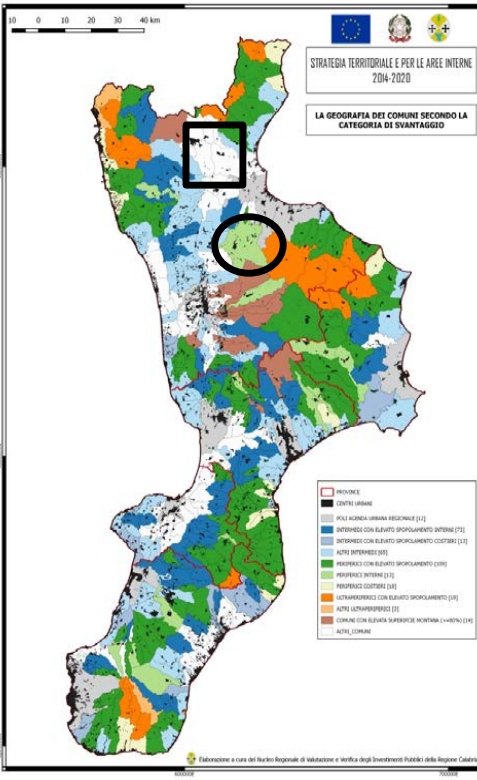 10 0 10 20 30 40 km
STRATEGIA TERRITORIALE E PER LE AREE INTERNE
2014-2020
LA GEOGRAFIA DEI COMUNI SECONDO LA
CATEGORIA DI SVANTAGGIO
PROVINCE
CENTRI URBANI
POLI AGENDA URBANA REGIONALE [12]
INTERMEDI CON ELEVATO SPOPOLAMENTO INTERNI [73]
INTERMEDI CON ELEVATO SPOPOLAMENTO COSTIERI [13]
ALTRI INTERMEDI [65]
PERIFERICI CON ELEVATO SPOPOLAMENTO
PERIFERICI INTERNI [13]
PERIFERICI COSTIERI [18]
ULTRAPERIFERICI CON ELEVATO SPOPOLAMENTO [19]
ALTRI ULTRAPERIFERICI
COMUNI CON ELEVATA SUPERFICIE MONTANA (>=80%) [14]
ALTRI_COMUNI
Elaborazione a cura del Nucleo Regionale di Valutazione e Verifica degli Investimenti Pubblici della Regione Calabria